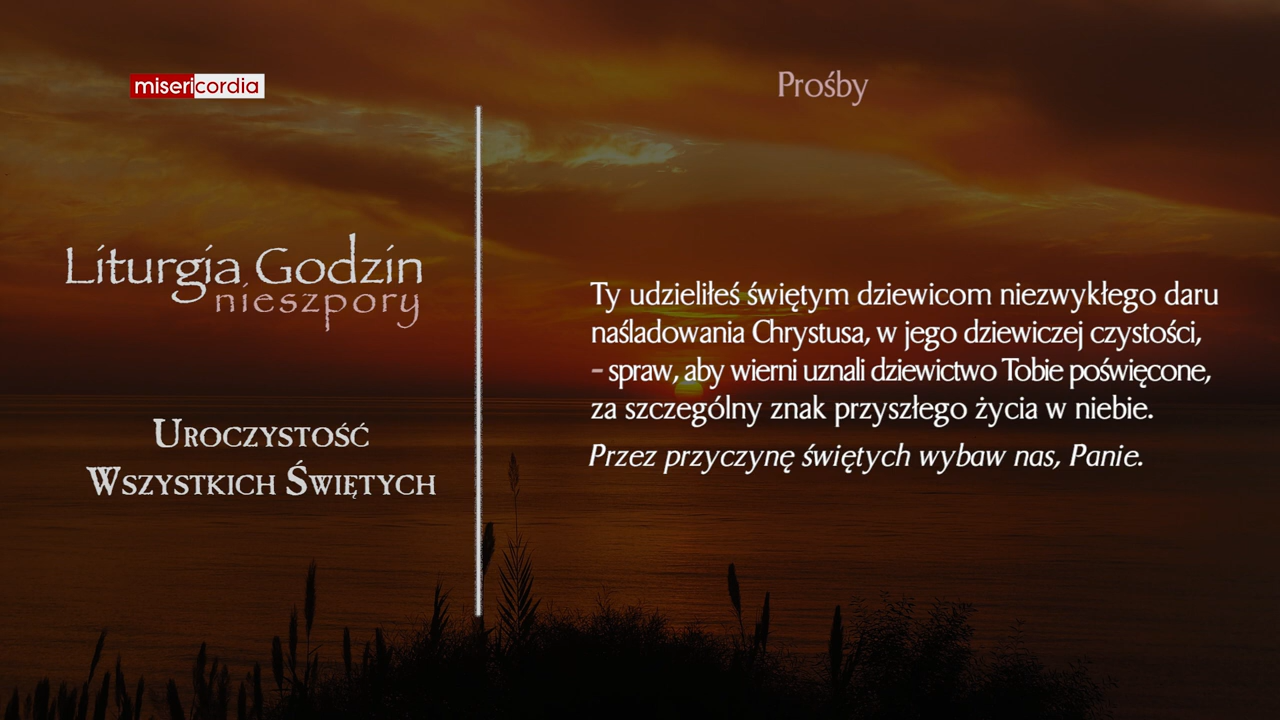 misericordia
Prośby
Liturgia Godzin
nieszpory
Uroczystość
Wszystkich Świętych
Ty udzieliłeś świętym dziewicom niezwykłego daru
naśladowania Chrystusa, w jego dziewiczej czystości,
- spraw, aby wierni uznali dziewictwo Tobie poświęcone,
za szczególny znak przyszłego życia w niebie.
Przez przyczynę świętych wybaw nas, Panie.